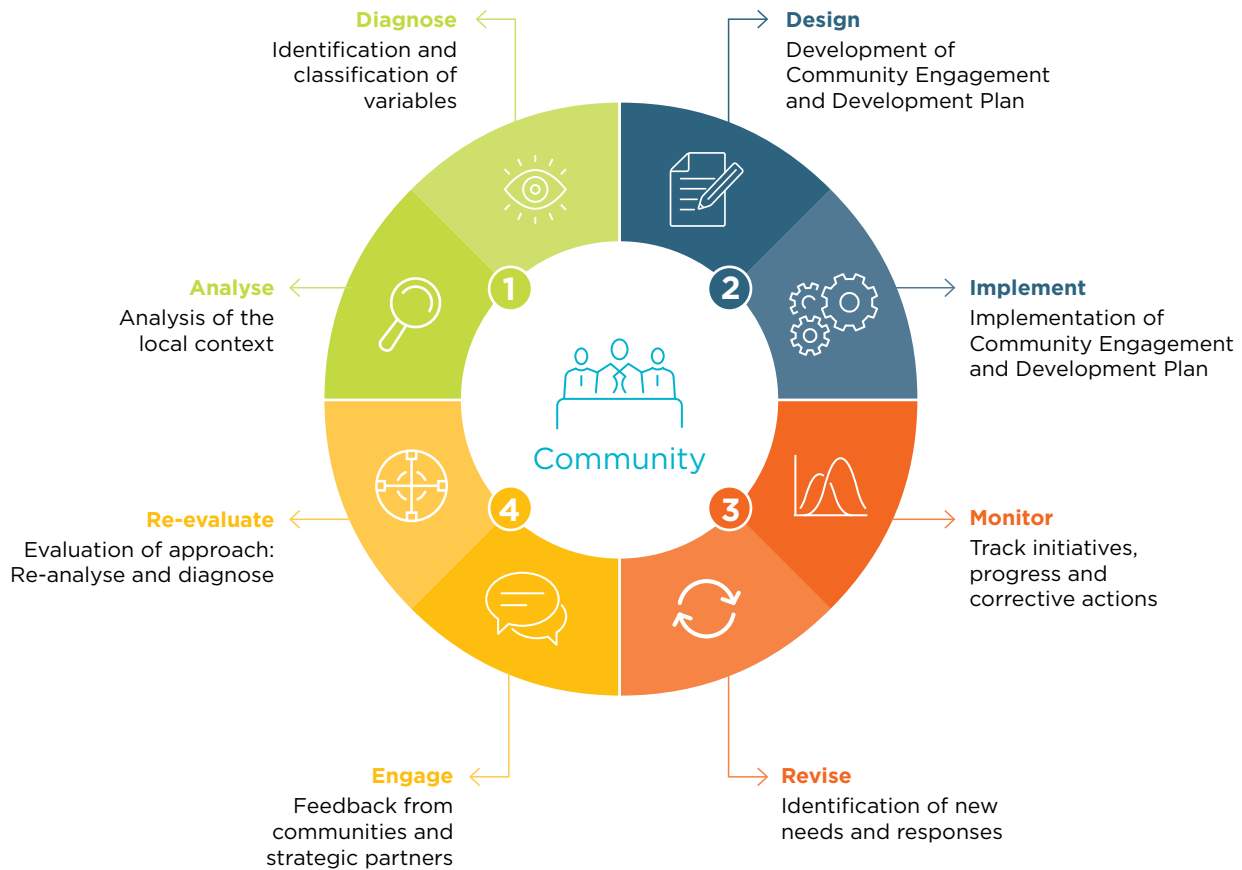 Diagnose
Identification and
classification of
variables
Design
Development of
Community Engagement
and Development Plan
Analyse
Analysis of the
local context
1
2
Implement
Implementation of
Community Engagement
and Development Plan
Community
Re-evaluate
Evaluation of approach:
Re-analyse and diagnose
4
3
Monitor
Track initiatives,
progress and
corrective actions
Engage
Feedback from
communities and
strategic partners
Revise
Identification of new
needs and responses